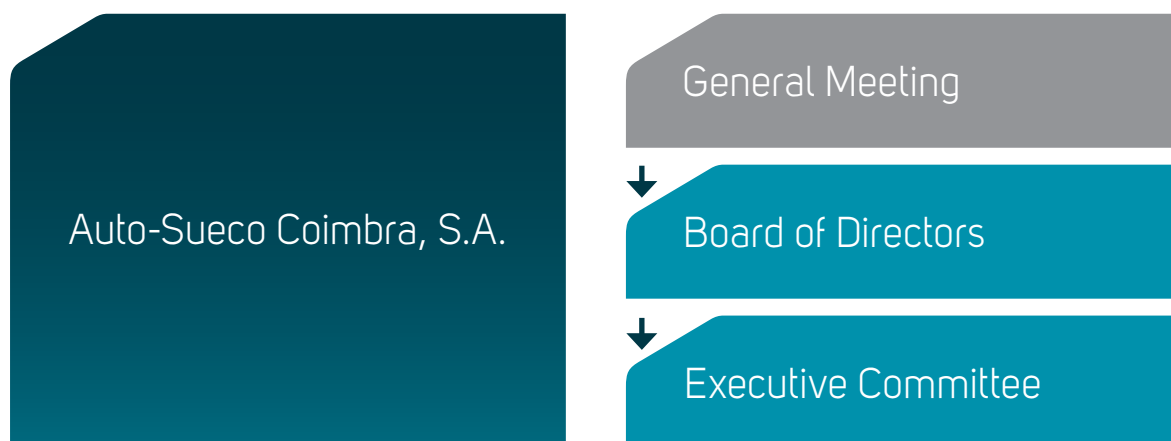 Auto-Sueco Coimbra, S.A.
General Meeting
Board of Directors
Executive Committee